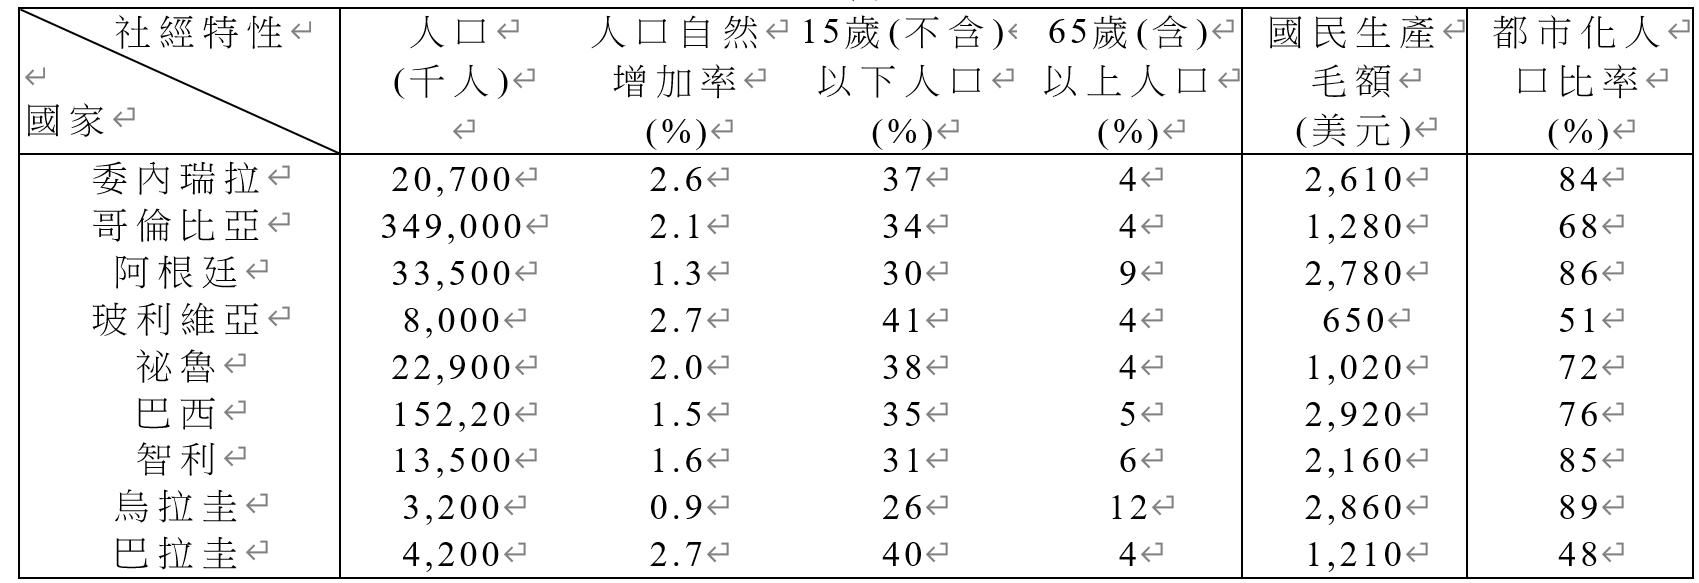 社經特性 人口 人口自然 15歲(不含) 65歲(含) 國民生產 都市化人
(千人) 增加率 以下人口 以上人口 毛額 口比率
國家 (%) (%) (%) (美元) (%)
委內瑞拉 20,700 2.6 37 4 2,610 84
哥倫比亞 349,000 2.1 34 4 1,280 68
阿根廷 33,500 1.3 30 9 2,780 86
玻利維亞 8,000 2.7 41 4 650 51
祕魯 22,900 2.0 38 4 1,020 72
巴西 152,20 1.5 35 5 2,920 76
智利 13,500 1.6 31 6 2,160 85
烏拉圭 3,200 0.9 26 12 2,860 89
巴拉圭 4,200 2.7 40 4 1,210 48